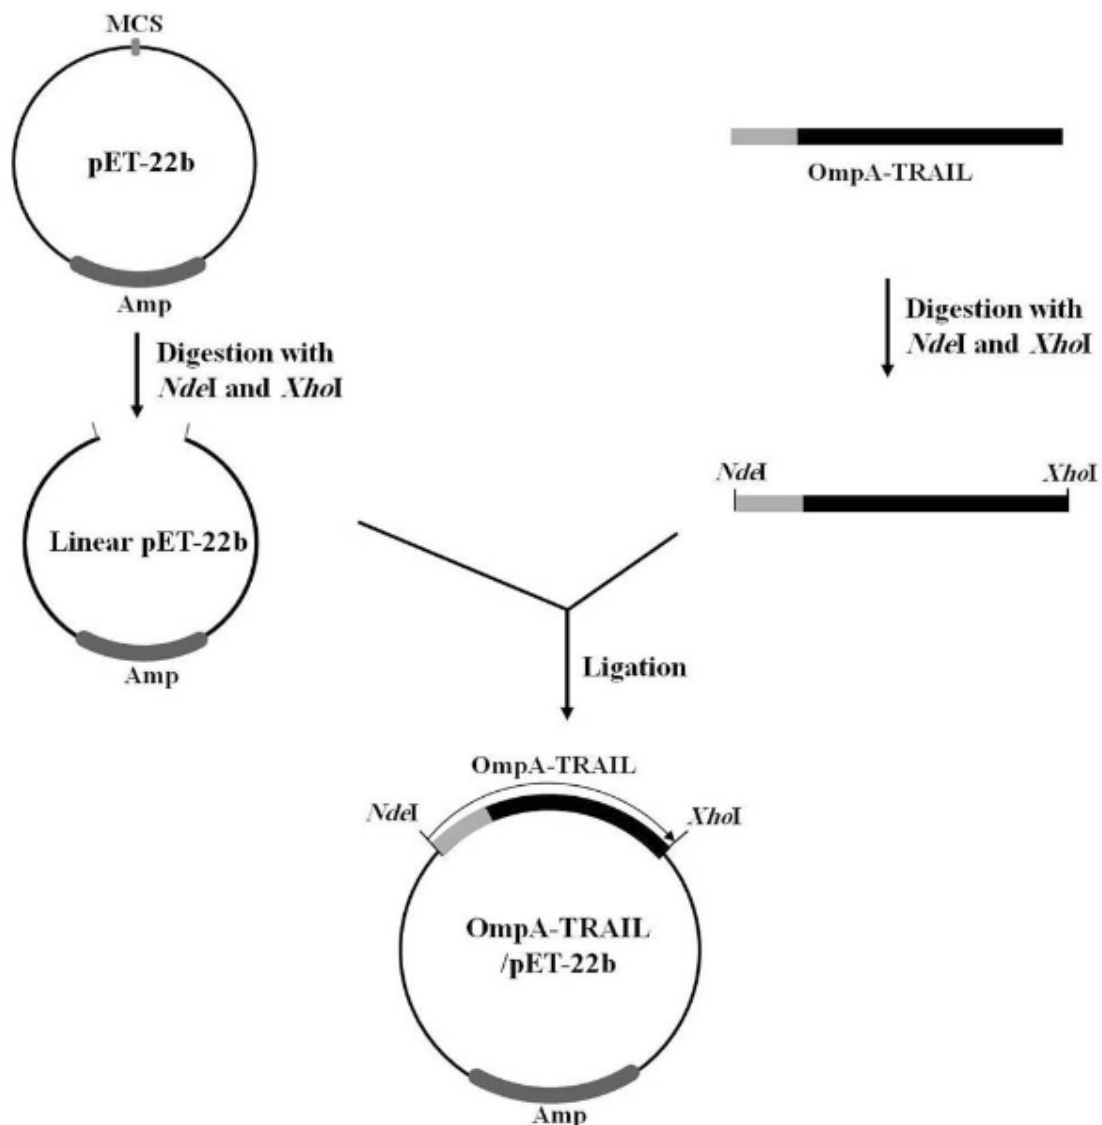 MCS
pET-22b
Amp
OmpA-TRAIL
Digestion with
NdeI and XhoI
Digestion with
NdeI and XhoI
Linear pET-22b
Amp
NdeI
XhoI
Ligation
OmpA-TRAIL
NdeI
XhoI
OmpA-TRAIL
/pET-22b
Amp